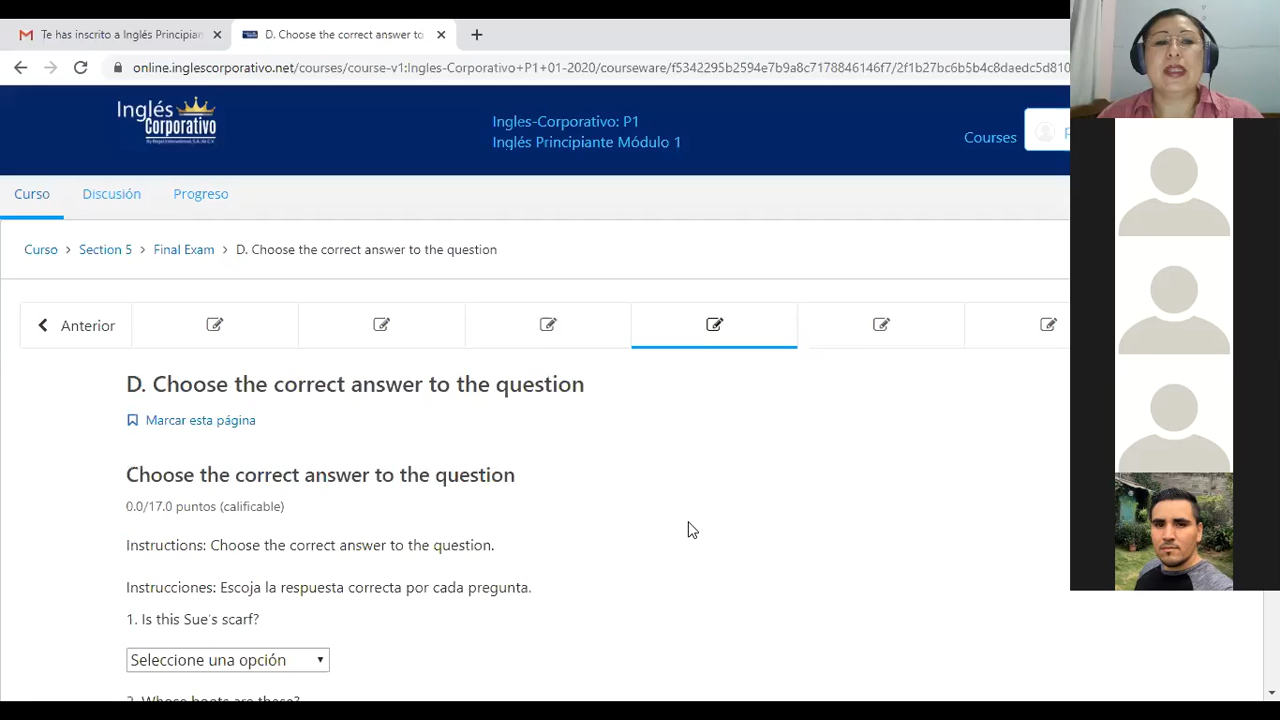 Te has inscrito a Inglés Principian
D. Choose the correct answer to
online.inglescorporativo.net/courses/course-v1:Ingles-Corporativo+P1+01-2020/courseware/f5342295b2594e7b9a8c7178846146f7/2f1b27bc6b5b4c8daedc5d810
Inglés
Corporativo
Ingles-Corporativo: P1
Inglés Principiante Módulo 1
Courses
Curso
Discusión
Progreso
Curso > Section 5 > Final Exam > D. Choose the correct answer to the question
Anterior
D. Choose the correct answer to the question
Marcar esta página
Choose the correct answer to the question
0.0/17.0 puntos (calificable)
Instructions: Choose the correct answer to the question.
Instrucciones: Escoja la respuesta correcta por cada pregunta.
1. Is this Sue's scarf?
Seleccione una opción
2. Whose boots are these?